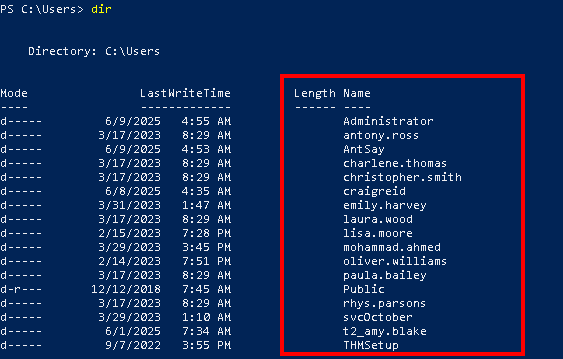 PS C:\Users> dir
Directory: C:\Users
Mode LastWriteTime Length Name
---- ------------- ------ ----
d----- 6/9/2025 4:55 AM Administrator
d----- 3/17/2023 8:29 AM antony.ross
d----- 6/9/2025 4:53 AM AntSay
d----- 3/17/2023 8:29 AM charlene.thomas
d----- 3/17/2023 8:29 AM christopher.smith
d----- 6/8/2025 4:35 AM craigreid
d----- 3/31/2023 1:47 AM emily.harvey
d----- 3/17/2023 8:29 AM laura.wood
d----- 2/15/2023 7:28 PM lisa.moore
d----- 3/29/2023 3:45 PM mohammad.ahmed
d----- 2/14/2023 7:51 PM oliver.williams
d----- 3/17/2023 8:29 AM paula.bailey
d-r--- 12/12/2018 7:45 AM Public
d----- 3/17/2023 8:29 AM rhys.parsons
d----- 3/29/2023 1:10 AM svcOctober
d----- 6/1/2025 7:34 AM t2_amy.blake
d----- 9/7/2022 3:55 PM THMSetup